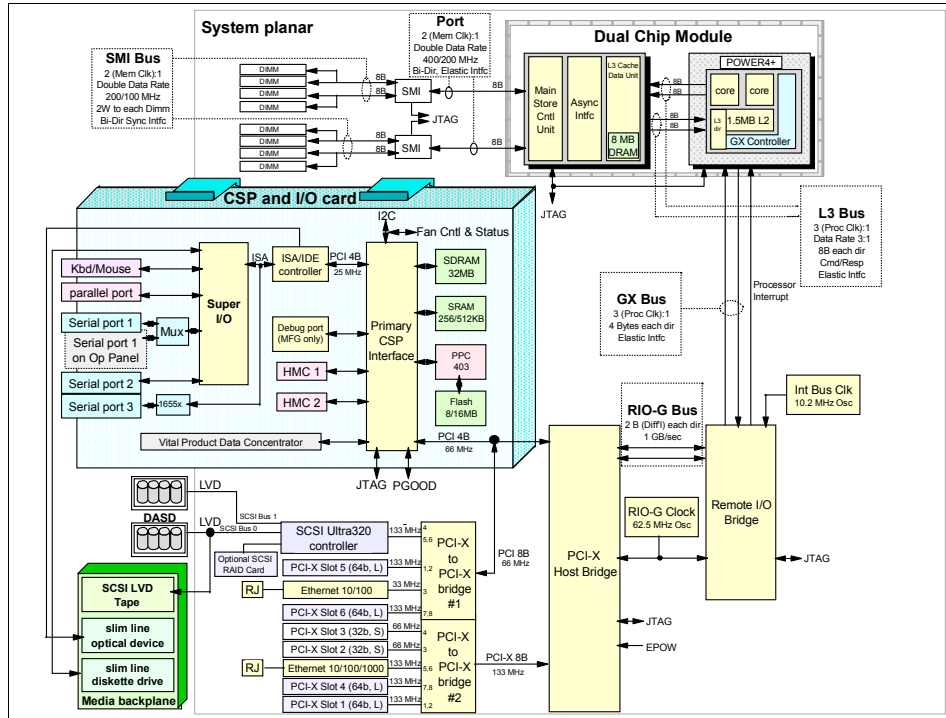 System planar
SMI Bus
2 (Mem Clk):1
Double Data Rate
200/100 MHz
2W to each Dimm
Bi-Dir Sync Intfc
DIMM
DIMM
DIMM
DIMM
DIMM
DIMM
DIMM
DIMM
8B
8B
8B
8B
SMI
SMI
JTAG
Port
2 (Mem Clk):1
Double Data Rate
400/200 MHz
Bi-Dir, Elastic Intfc
8B
8B
Dual Chip Module
Main
Store
Cntl
Unit
Async
Intfc
L3 Cache
Data Unit
8 MB
DRAM
8B
8B
8B
8B
POWER4+
core
core
L3
dir
1.5MB L2
GX Controller
JTAG
L3 Bus
3 (Proc Clk):1
Data Rate 3:1
8B each dir
Cmd/Resp
Elastic Intfc
GX Bus
3 (Proc Clk):1
4 Bytes each dir
Elastic Intfc
Processor
Interrupt
CSP and I/O card
I2C
Fan Cntl & Status
Kbd/Mouse
parallel port
Serial port 1
Serial port 1
on Op Panel
Mux
Serial port 2
Serial port 3
1655x
Super
I/O
ISA
ISA/IDE
controller
PCI 4B
25 MHz
Debug port
(MFG only)
HMC 1
HMC 2
Vital Product Data Concentrator
Primary
CSP
Interface
SDRAM
32MB
SRAM
256/512KB
PPC
403
Flash
8/16MB
PCI 4B
66 MHz
JTAG
PGOOD
Int Bus Clk
10.2 MHz Osc
RIO-G Bus
2 B (Diff'l) each dir
1 GB/sec
RIO-G Clock
62.5 MHz Osc
Remote I/O
Bridge
JTAG
PCI-X
Host Bridge
JTAG
EPOW
PCI 8B
66 MHz
LVD
DASD
LVD
SCSI Bus 1
SCSI Bus 0
SCSI Ultra320
controller
133 MHz
4
5,6
Optional SCSI
RAID Card
PCI-X Slot 5 (64b, L)
133 MHz
1,2
RJ
Ethernet 10/100
33 MHz
3
PCI-X Slot 6 (64b, L)
133 MHz
7,8
PCI-X
to
PCI-X
bridge
#1
PCI-X Slot 3 (32b, S)
66 MHz
4
PCI-X Slot 2 (32b, S)
66 MHz
3
RJ
Ethernet 10/100/1000
133 MHz
5,6
PCI-X Slot 4 (64b, L)
133 MHz
7,8
PCI-X Slot 1 (64b, L)
133 MHz
1,2
PCI-X
to
PCI-X
bridge
#2
PCI-X 8B
133 MHz
SCSI LVD
Tape
slim line
optical device
slim line
diskette drive
Media backplane